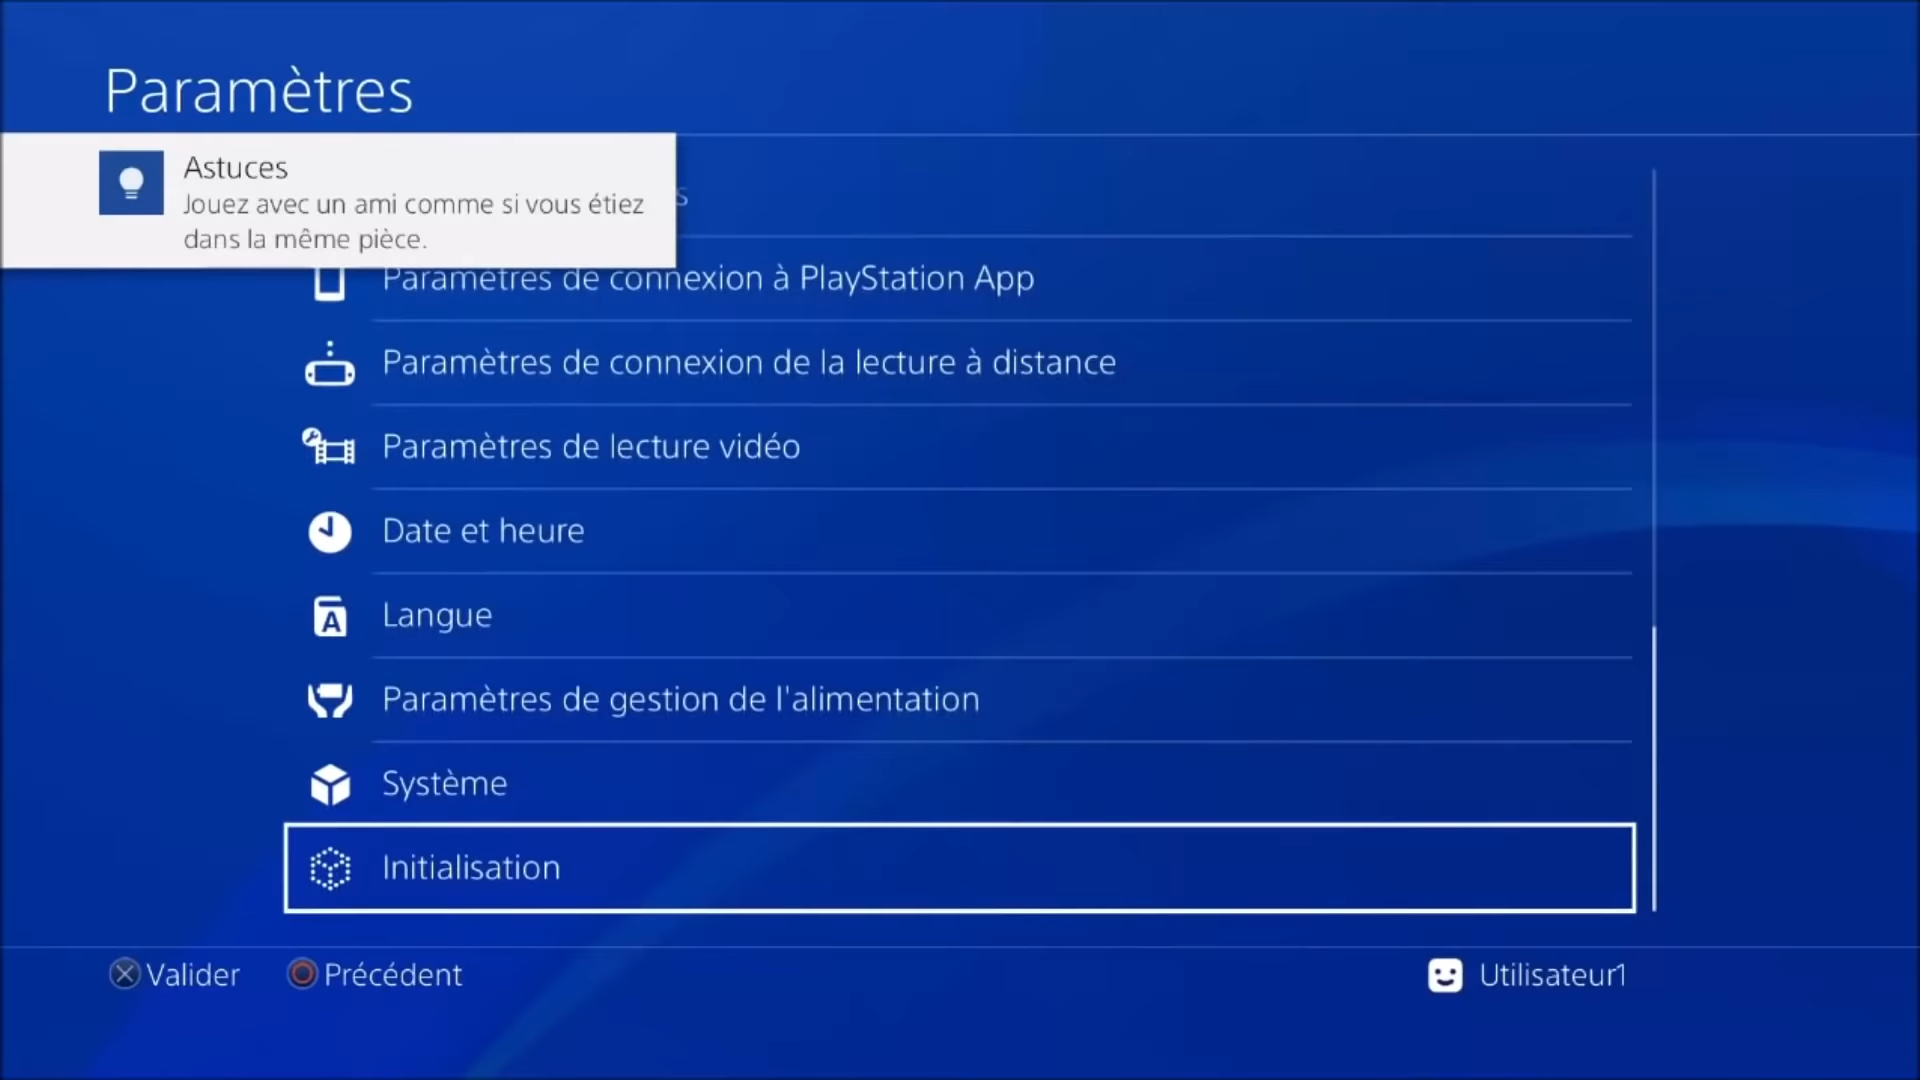 Paramètres
Astuces
Jouez avec un ami comme si vous étiez
dans la même pièce.
Paramètres de connexion à PlayStation App
Paramètres de connexion de la lecture à distance
Paramètres de lecture vidéo
Date et heure
Langue
Paramètres de gestion de l'alimentation
Système
Initialisation
Valider
Précédent
Utilisateur1